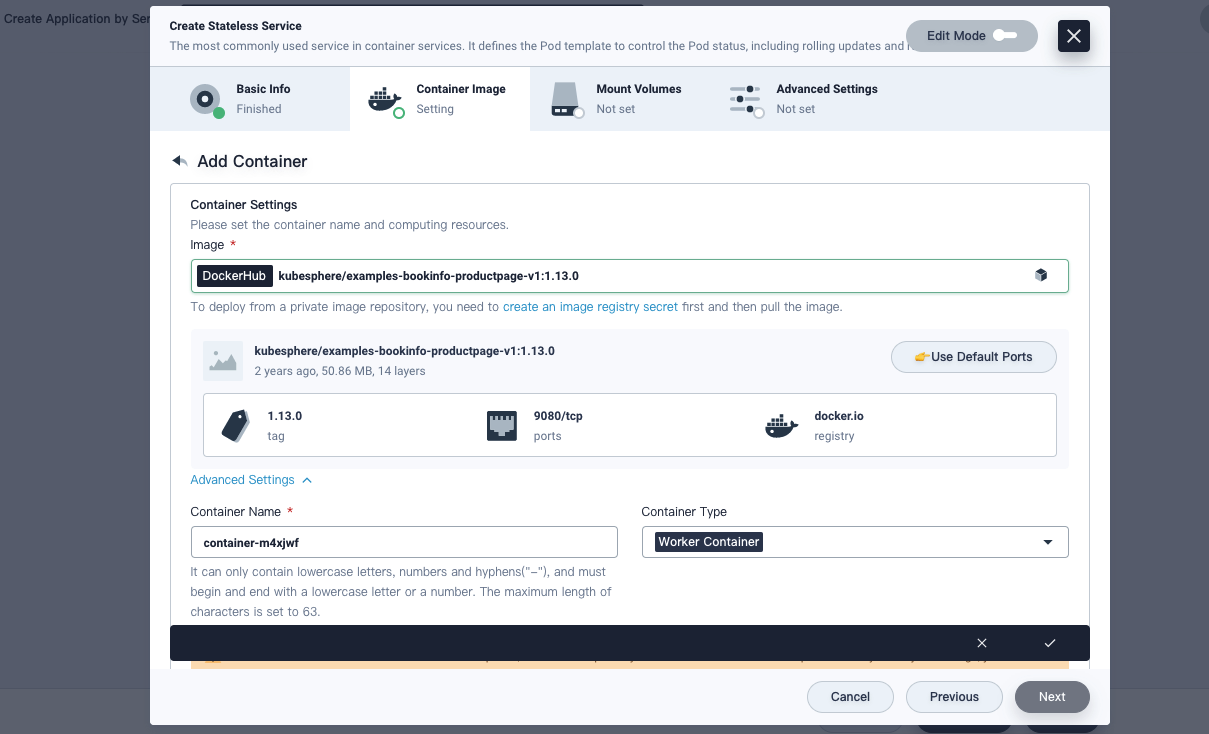 Create Application by Ser
Create Stateless Service
The most commonly used service in container services. It defines the Pod template to control the Pod status, including rolling updates and
Edit Mode
Basic Info
Finished
Container Image
Setting
Mount Volumes
Not set
Advanced Settings
Not set
Add Container
Container Settings
Please set the container name and computing resources.
Image *
DockerHub kubesphere/examples-bookinfo-productpage-v1:1.13.0
To deploy from a private image repository, you need to create an image registry secret first and then pull the image.
kubesphere/examples-bookinfo-productpage-v1:1.13.0
2 years ago, 50.86 MB, 14 layers
👉Use Default Ports
1.13.0
tag
9080/tcp
ports
docker.io
registry
Advanced Settings
Container Name *
container-m4xjwf
It can only contain lowercase letters, numbers and hyphens("-"), and must
begin and end with a lowercase letter or a number. The maximum length of
characters is set to 63.
Container Type
Worker Container
Cancel
Previous
Next